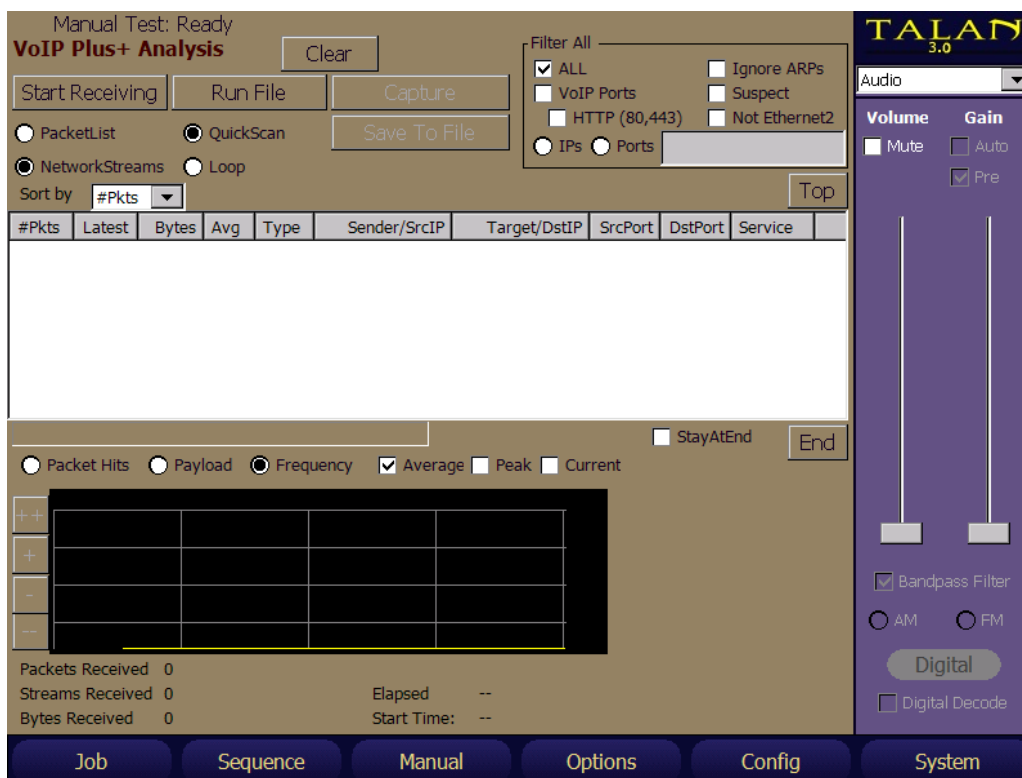 Manual Test: Ready
VoIP Plus+ Analysis
Clear
Start Receiving
Run File
Capture
PacketList
QuickScan
Save To File
NetworkStreams
Loop
Sort by
#Pkts
Filter All
ALL
Ignore ARPs
VoIP Ports
Suspect
HTTP (80,443)
Not Ethernet2
IPs
Ports
Top
#Pkts Latest Bytes Avg Type Sender/SrcIP Target/DstIP SrcPort DstPort Service
StayAtEnd
End
Packet Hits
Payload
Frequency
Average
Peak
Current
++
+
-
--
Packets Received 0
Streams Received 0
Elapsed --
Bytes Received 0
Start Time: --
TALAN
3.0
Audio
Volume
Gain
Mute
Auto
Pre
Bandpass Filter
AM
FM
Digital
Digital Decode
Job
Sequence
Manual
Options
Config
System